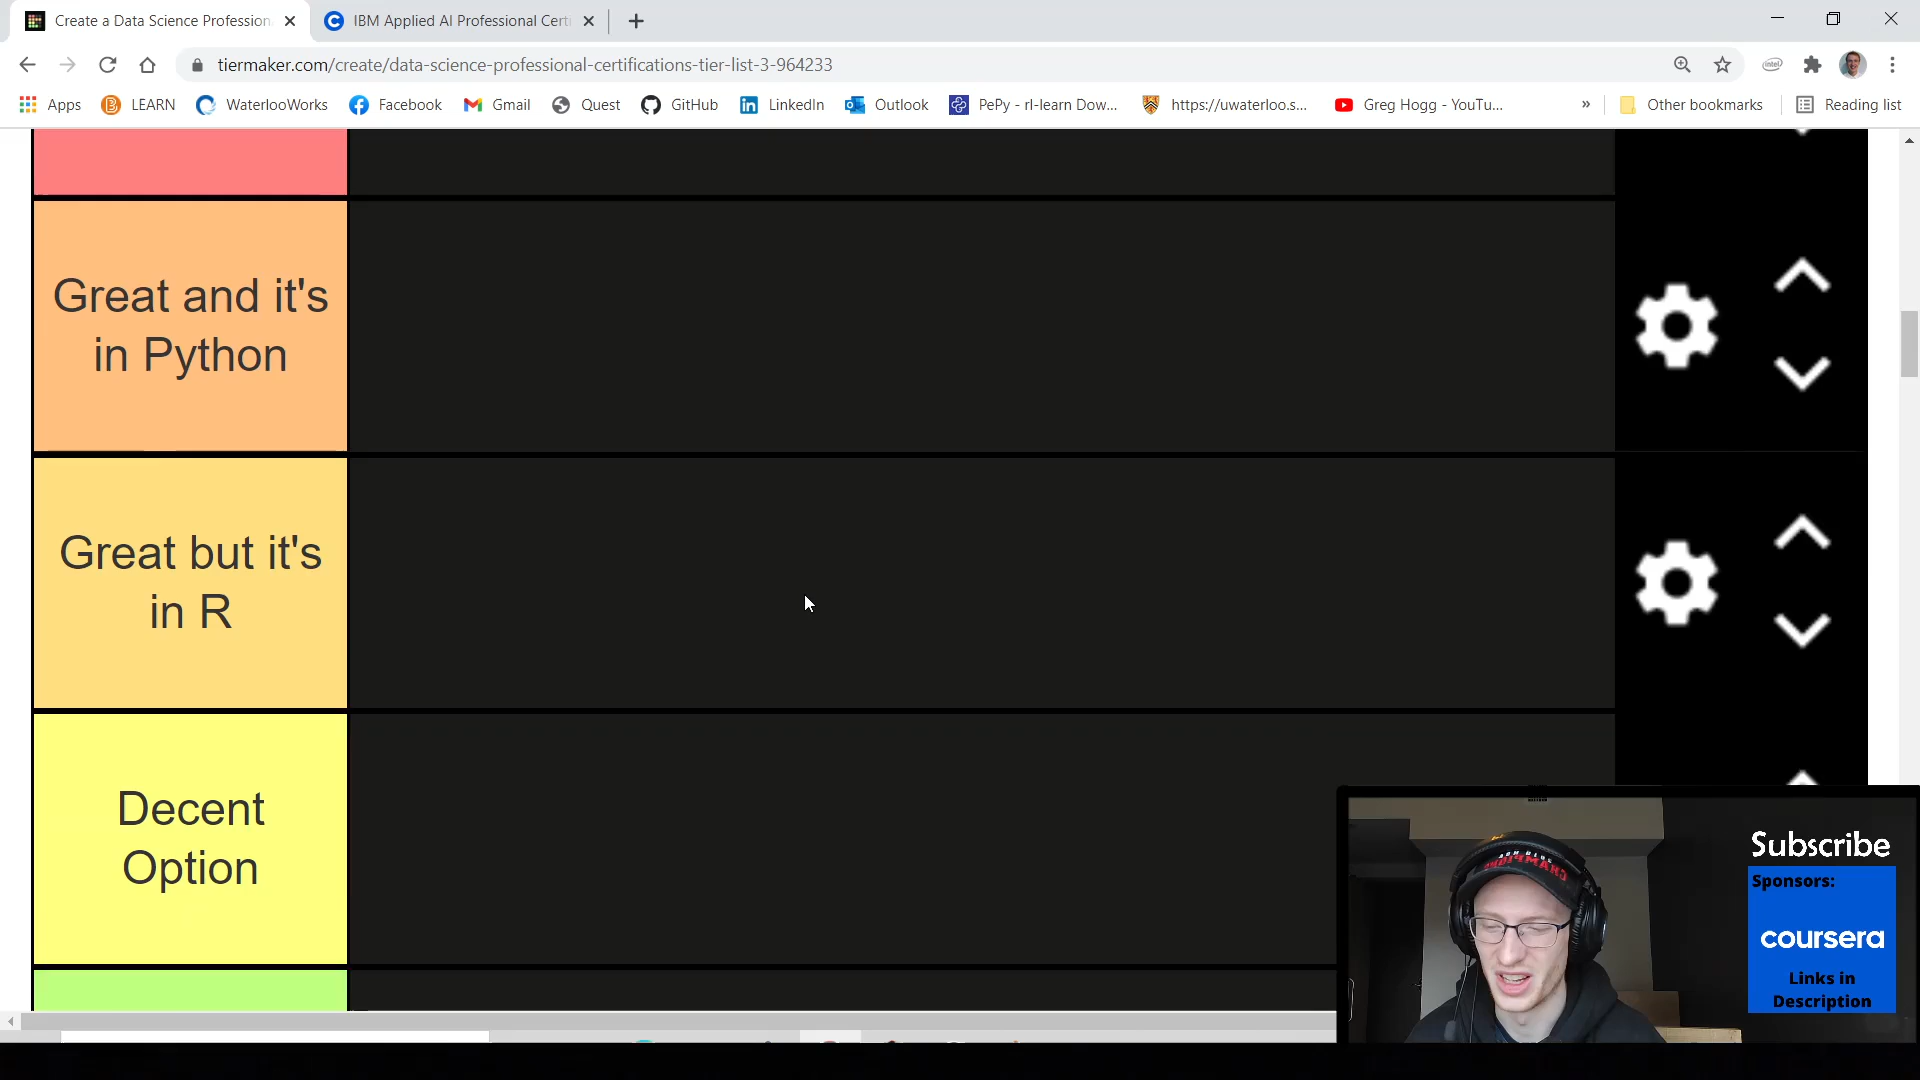 Create a Data Science Profession
IBM Applied AI Professional Certi
tiermaker.com/create/data-science-professional-certifications-tier-list-3-964233
Apps
LEARN
WaterlooWorks
Facebook
Gmail
Quest
GitHub
LinkedIn
Outlook
PePy - rl-learn Dow...
https://uwaterloo.s...
Greg Hogg - YouTu...
»
Other bookmarks
Reading list
Great and it's
in Python
Great but it's
in R
Decent
Option
Subscribe
Sponsors:
coursera
Links in
Description